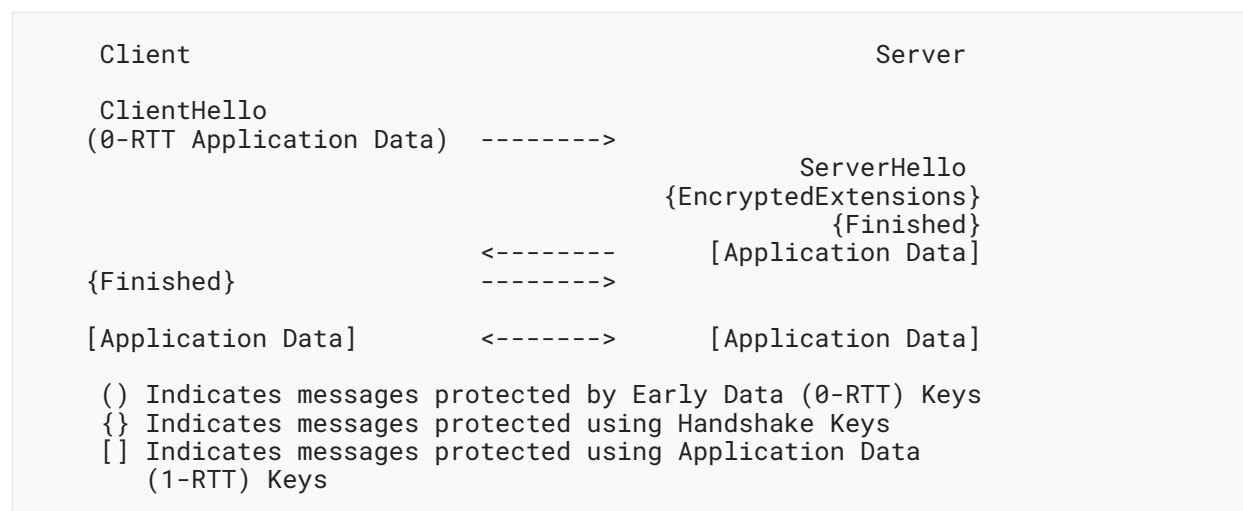 Client Server
ClientHello
(0-RTT Application Data) -------->
ServerHello
{EncryptedExtensions}
{Finished}
<-------- [Application Data]
{Finished} -------->
[Application Data] <-------> [Application Data]
() Indicates messages protected by Early Data (0-RTT) Keys
{} Indicates messages protected using Handshake Keys
[] Indicates messages protected using Application Data
(1-RTT) Keys